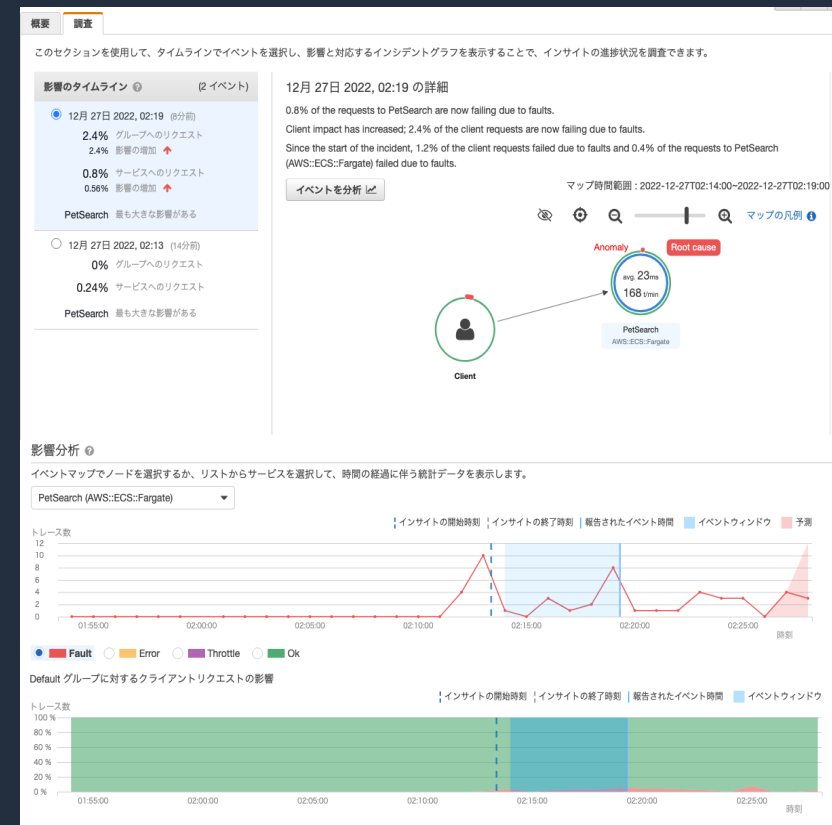 概要 調査
このセクションを使用して、タイムラインでイベントを選択し、影響と対応するインシデントグラフを表示することで、インサイトの進捗状況を調査できます。
影響のタイムライン (2 イベント)
12月 27日 2022, 02:19 (8分前)
2.4% グループへのリクエスト
2.4% 影響の増加
0.8% サービスへのリクエスト
0.56% 影響の増加
PetSearch 最も大きな影響がある
12月 27日 2022, 02:13 (14分前)
0% グループへのリクエスト
0.24% サービスへのリクエスト
PetSearch 最も大きな影響がある
12月 27日 2022, 02:19 の詳細
0.8% of the requests to PetSearch are now failing due to faults.
Client impact has increased; 2.4% of the client requests are now failing due to faults.
Since the start of the incident, 1.2% of the client requests failed due to faults and 0.4% of the requests to PetSearch
(AWS::ECS::Fargate) failed due to faults.
イベントを分析
マップ時間範囲 : 2022-12-27T02:14:00~2022-12-27T02:19:00
マップの凡例
Anomaly Root cause
avg. 23ms
168 t/min
PetSearch
AWS::ECS::Fargate
Client
影響分析
イベントマップでノードを選択するか、リストからサービスを選択して、時間の経過に伴う統計データを表示します。
PetSearch (AWS::ECS::Fargate)
インサイトの開始時刻 インサイトの終了時刻 報告されたイベント時間 イベントウィンドウ 予測
トレース数
12
10
8
6
4
2
0
01:55:00 02:00:00 02:05:00 02:10:00 02:15:00 02:20:00 02:25:00
時刻
Fault Error Throttle Ok
Default グループに対するクライアントリクエストの影響
インサイトの開始時刻 インサイトの終了時刻 報告されたイベント時間 イベントウィンドウ
トレース数
100 %
80 %
60 %
40 %
20 %
0 %
01:55:00 02:00:00 02:05:00 02:10:00 02:15:00 02:20:00 02:25:00
時刻